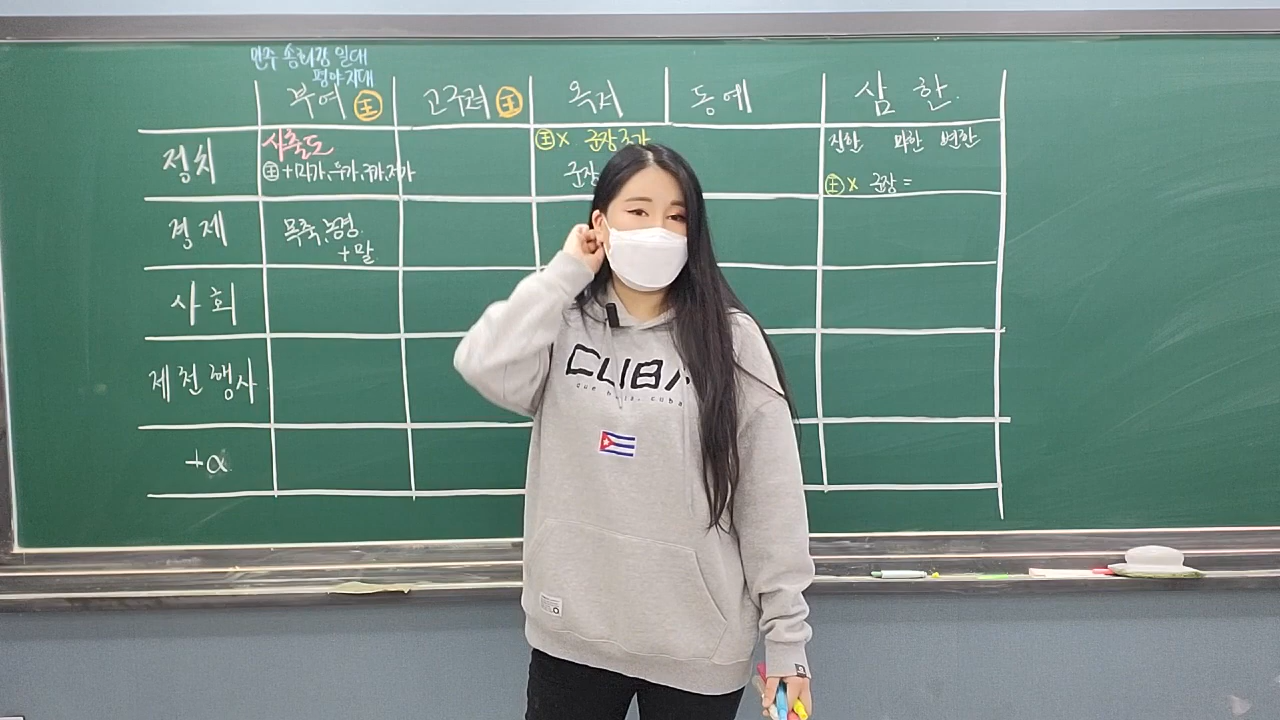 만주 송화강 일대
평야지대
부여 王 고구려 王 옥저 동예 삼한.
정치 사출도 王 X 군장국가 진한 마한 변한
王 + 마가, 우가, 구가, 저가 군장 王 X 군장 =
경제 목축, 농경.
+ 말
사회
제천행사
+α
CUBA
que bola, cuba